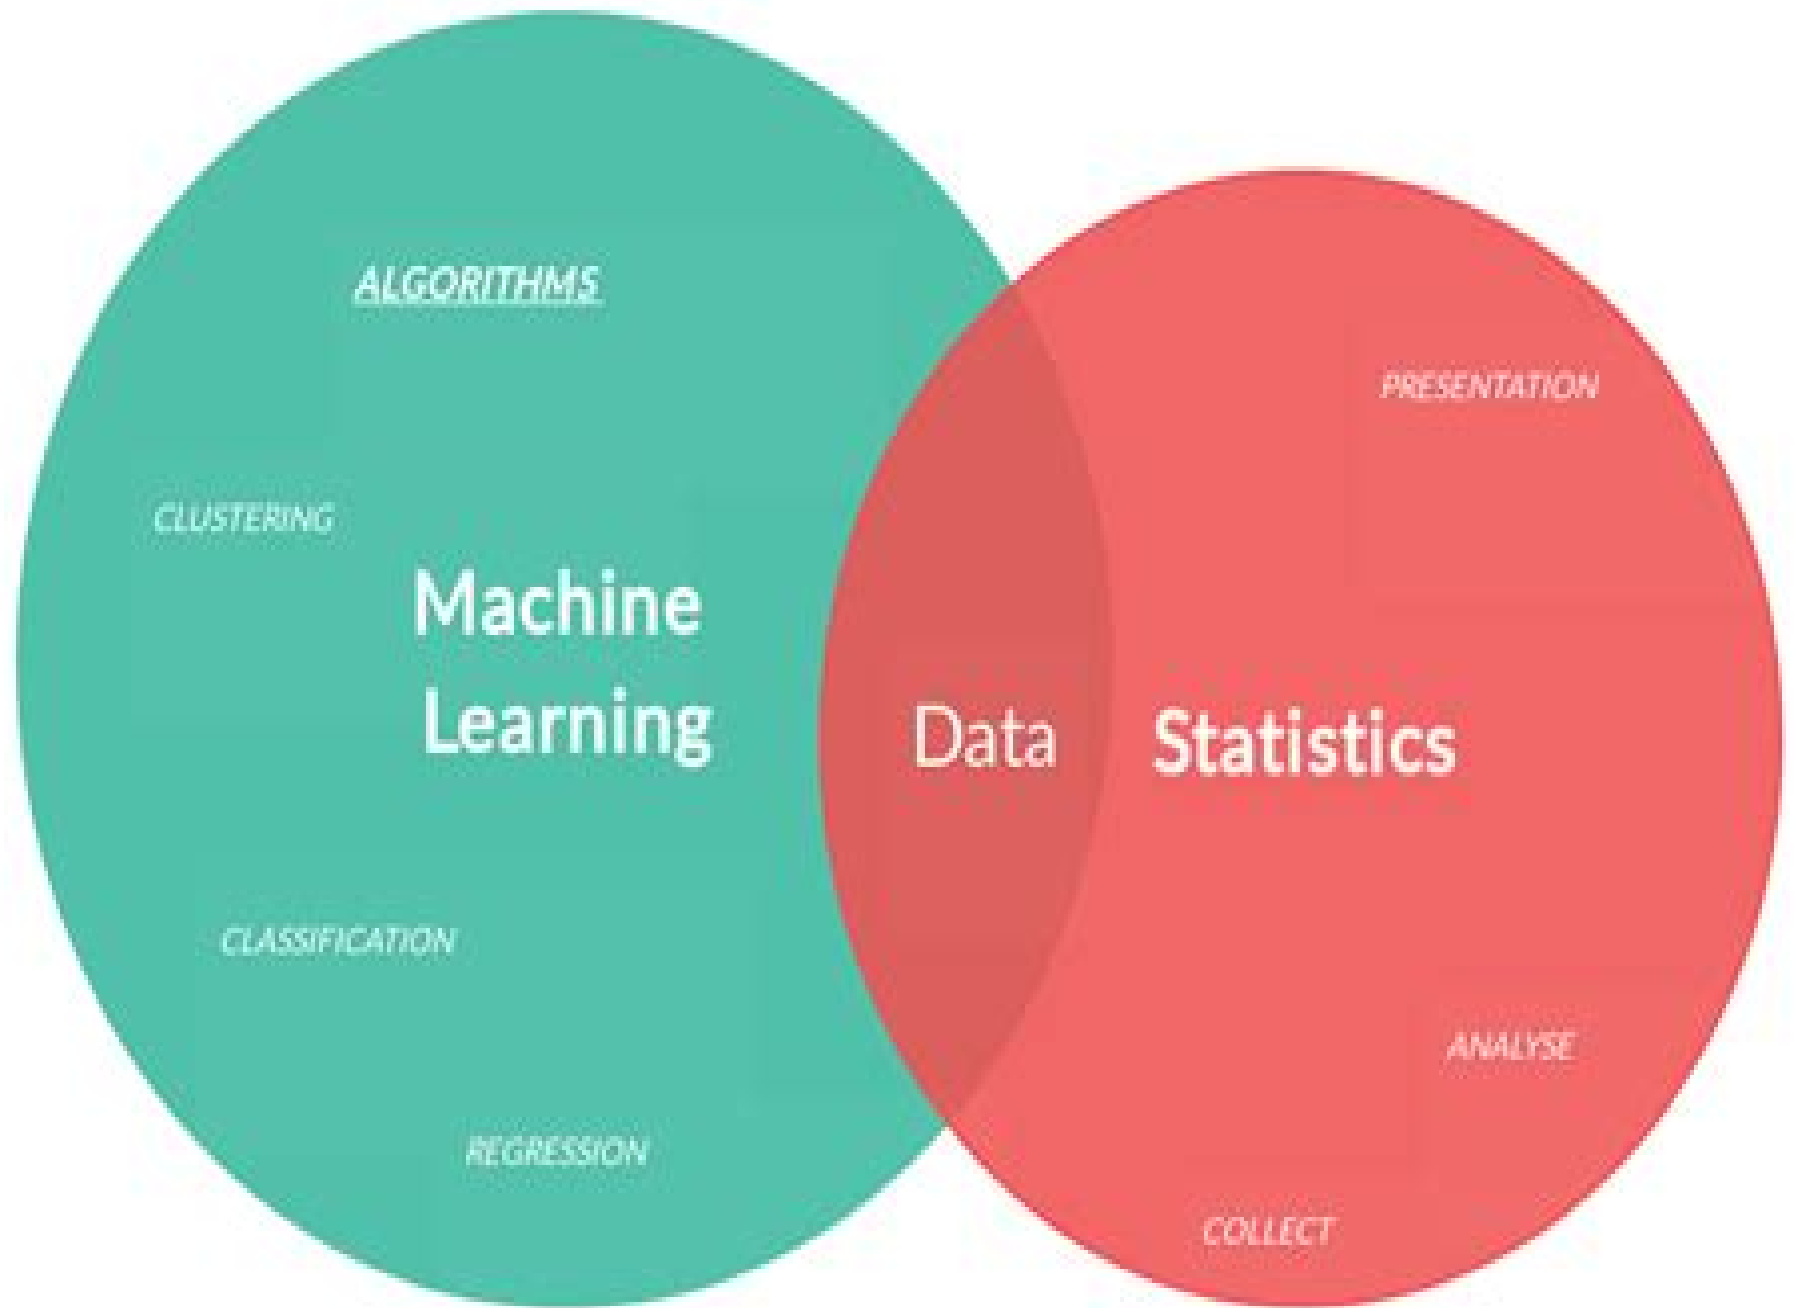 ALGORITHMS
CLUSTERING
Machine
Learning
CLASSIFICATION
REGRESSION
Data
PRESENTATION
Statistics
ANALYSE
COLLECT